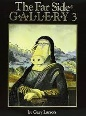 The Far Side®
GALLERY 3
by Gary Larson